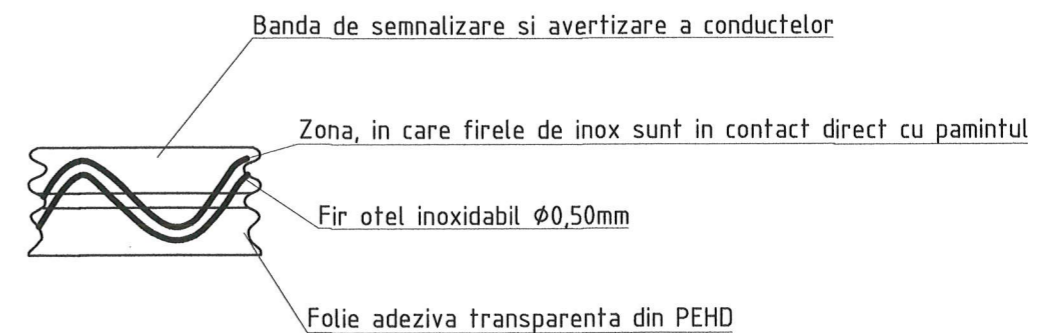 Banda de semnalizare si avertizare a conductelor
Zona, in care firele de inox sunt in contact direct cu pamintul
Fir otel inoxidabil Ø0,50mm
Folie adeziva transparenta din PEHD